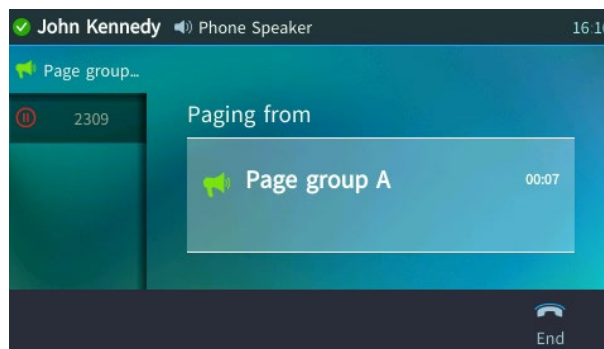 John Kennedy Phone Speaker
Page group...
2309
Paging from
Page group A 00:07
End